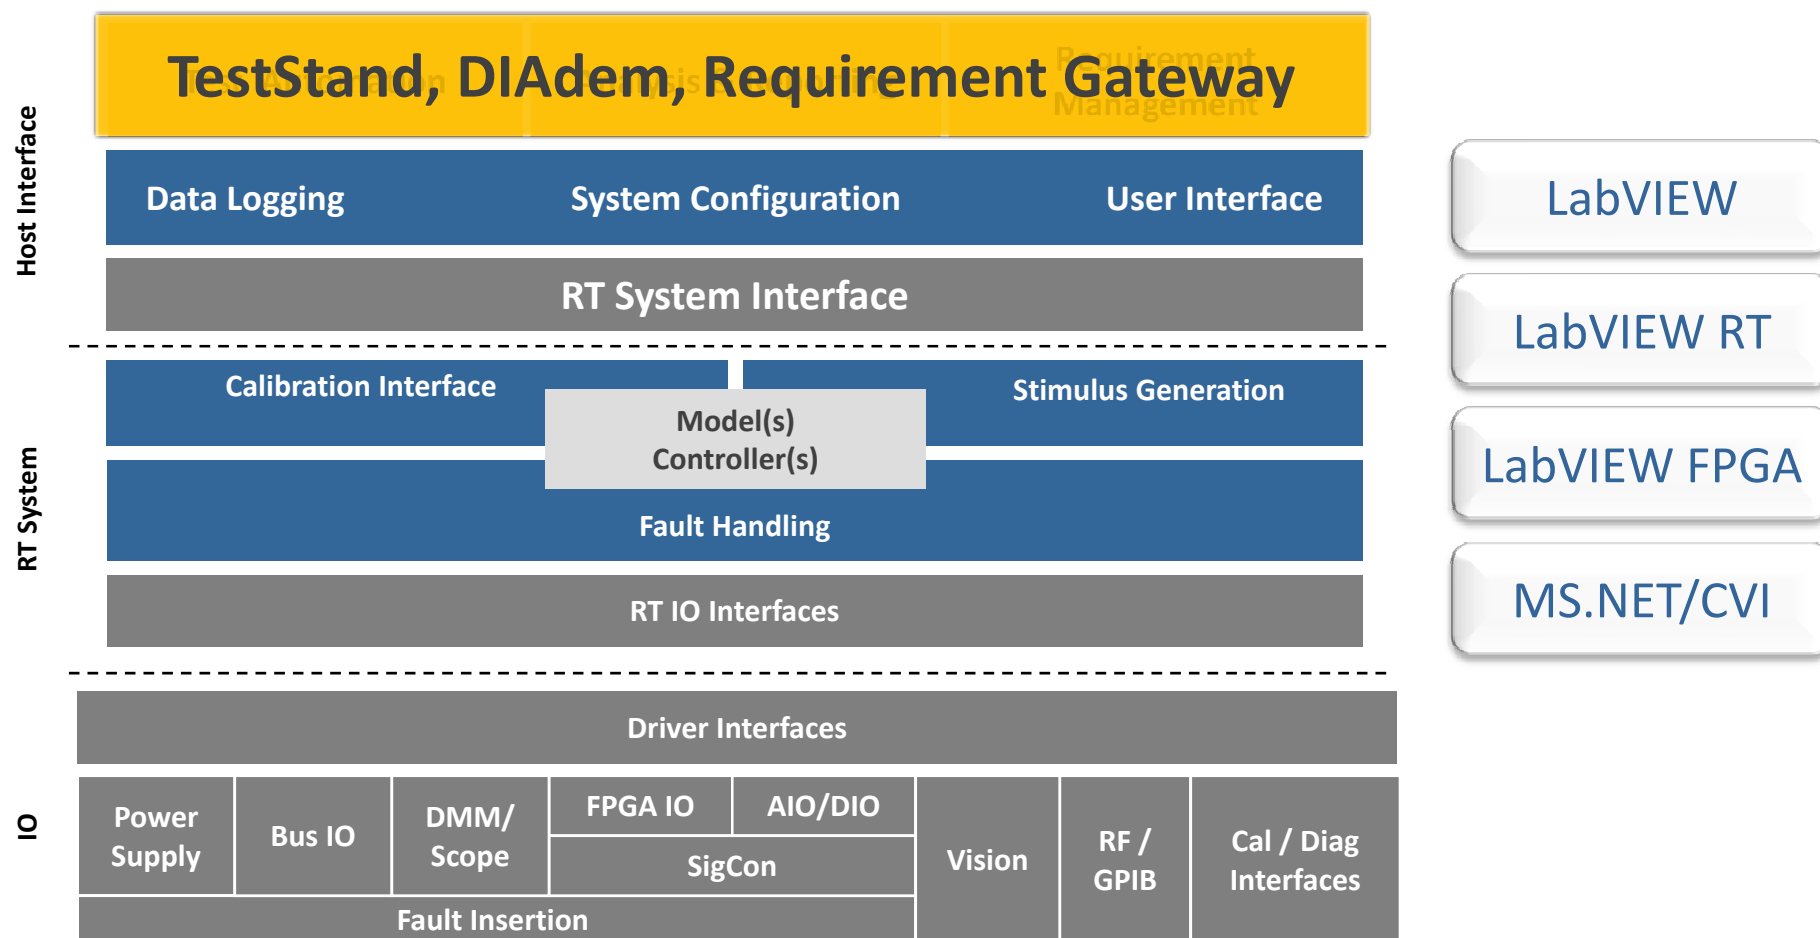 TestStand, DIAdem, Requirement Gateway
Requirement
Management
Host Interface
Data Logging
System Configuration
User Interface
RT System Interface
RT System
Calibration Interface
Stimulus Generation
Model(s)
Controller(s)
Fault Handling
RT IO Interfaces
IO
Driver Interfaces
Power
Supply
Bus IO
DMM/
Scope
FPGA IO
AIO/DIO
SigCon
Fault Insertion
Vision
RF /
GPIB
Cal / Diag
Interfaces
LabVIEW
LabVIEW RT
LabVIEW FPGA
MS.NET/CVI